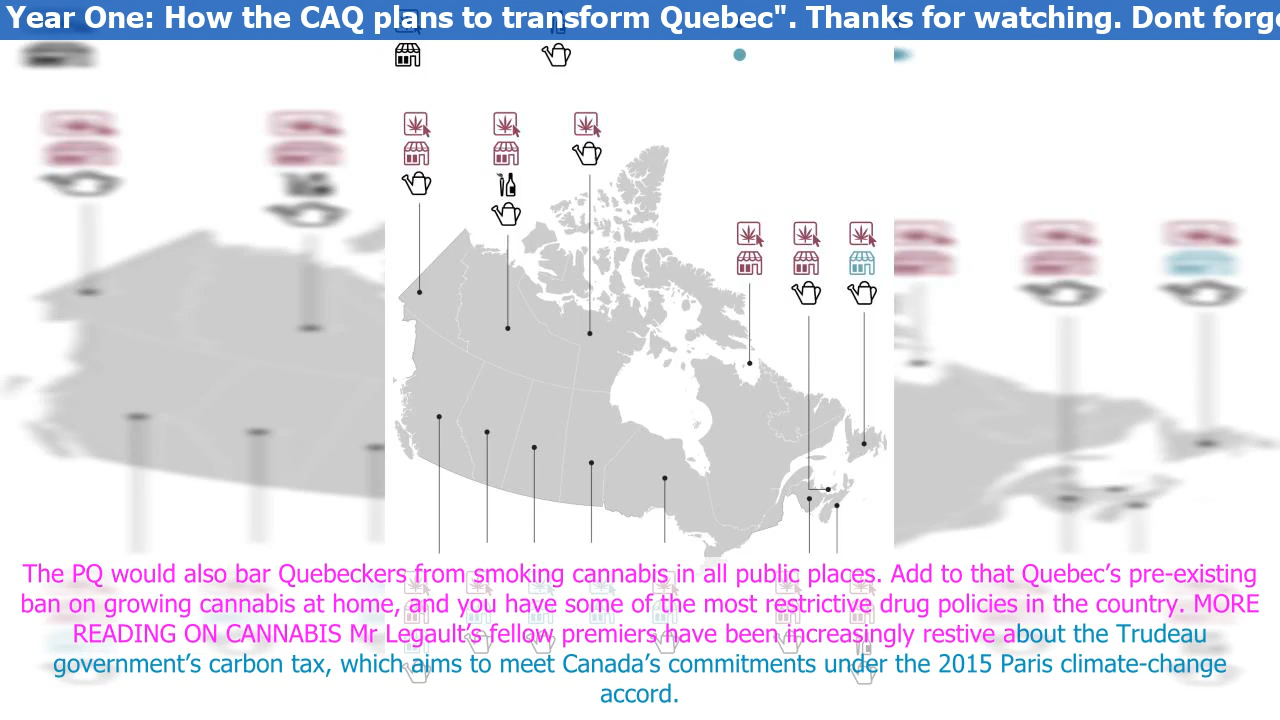 Year One: How the CAQ plans to transform Quebec". Thanks for watching. Dont forg
The PQ would also bar Quebeckers from smoking cannabis in all public places. Add to that Quebec’s pre-existing
ban on growing cannabis at home, and you have some of the most restrictive drug policies in the country. MORE
READING ON CANNABIS Mr Legault’s fellow premiers have been increasingly restive about the Trudeau
government’s carbon tax, which aims to meet Canada’s commitments under the 2015 Paris climate-change
accord.